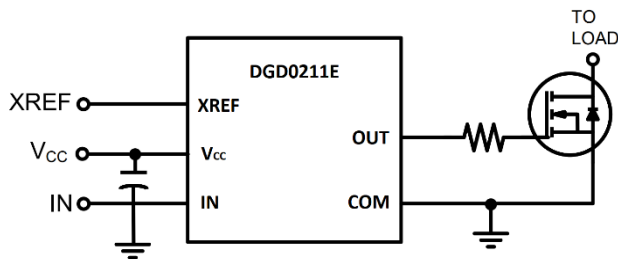 TO
LOAD
DGD0211E
XREF
XREF
OUT
VCC
Vcc
IN
IN
COM